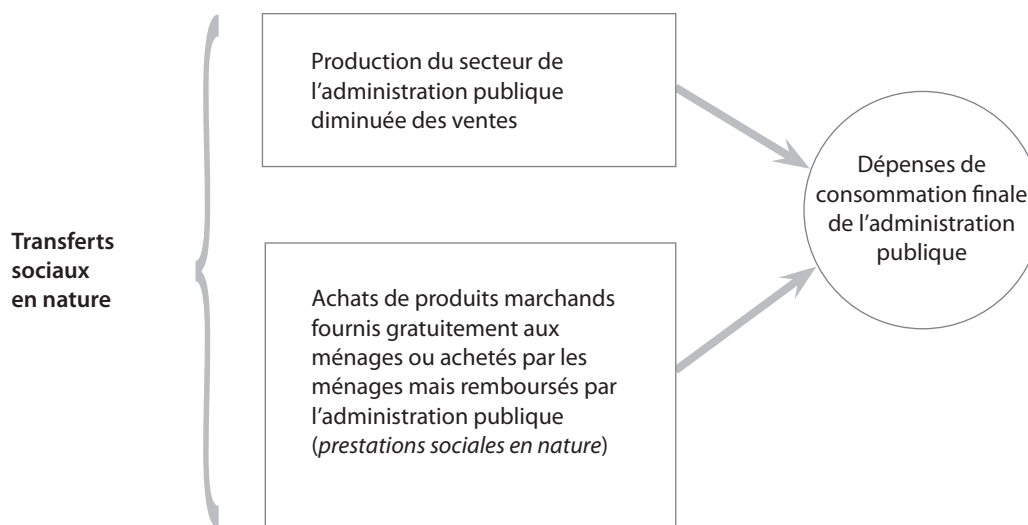 Production du secteur de
l’administration publique
diminuée des ventes
Dépenses de
consommation finale
de l’administration
publique
Transferts
sociaux
en nature
Achats de produits marchands
fournis gratuitement aux
ménages ou achetés par les
ménages mais remboursés par
l’administration publique
(prestations sociales en nature)